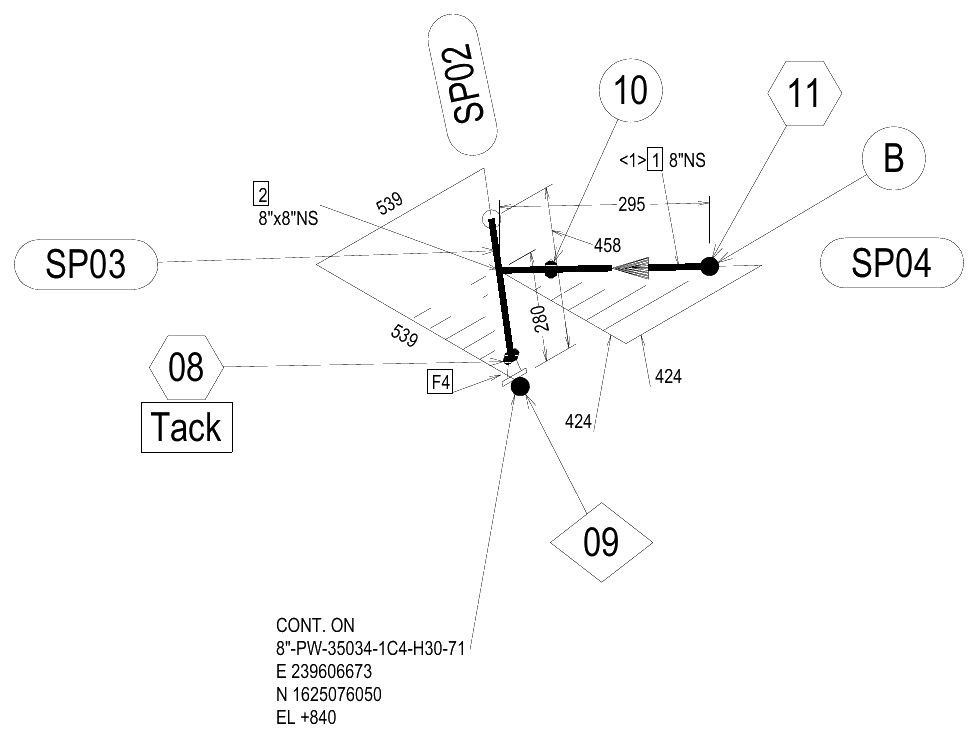 SP02
10
11
B
<1> 1 8"NS
2
8"x8"NS
539
295
458
SP03
SP04
280
539
08
F4
424
424
Tack
09
CONT. ON
8"-PW-35034-1C4-H30-71
E 239606673
N 1625076050
EL +840